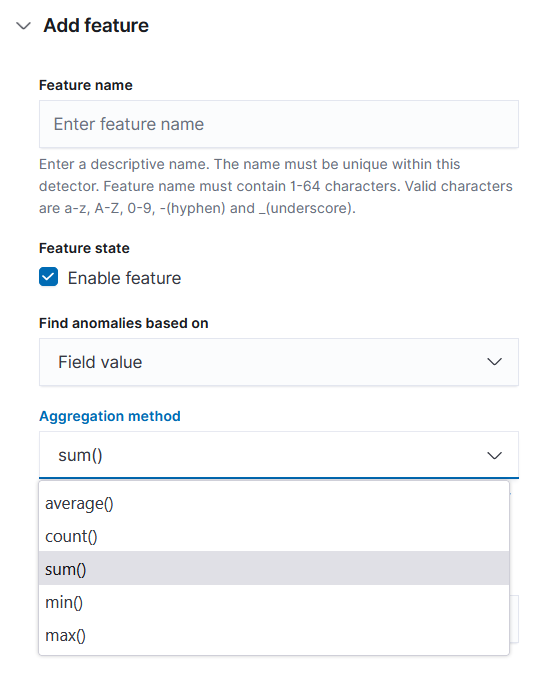 Add feature
Feature name
Enter feature name
Enter a descriptive name. The name must be unique within this
detector. Feature name must contain 1-64 characters. Valid characters
are a-z, A-Z, 0-9, -(hyphen) and _(underscore).
Feature state
Enable feature
Find anomalies based on
Field value
Aggregation method
sum()
average()
count()
sum()
min()
max()